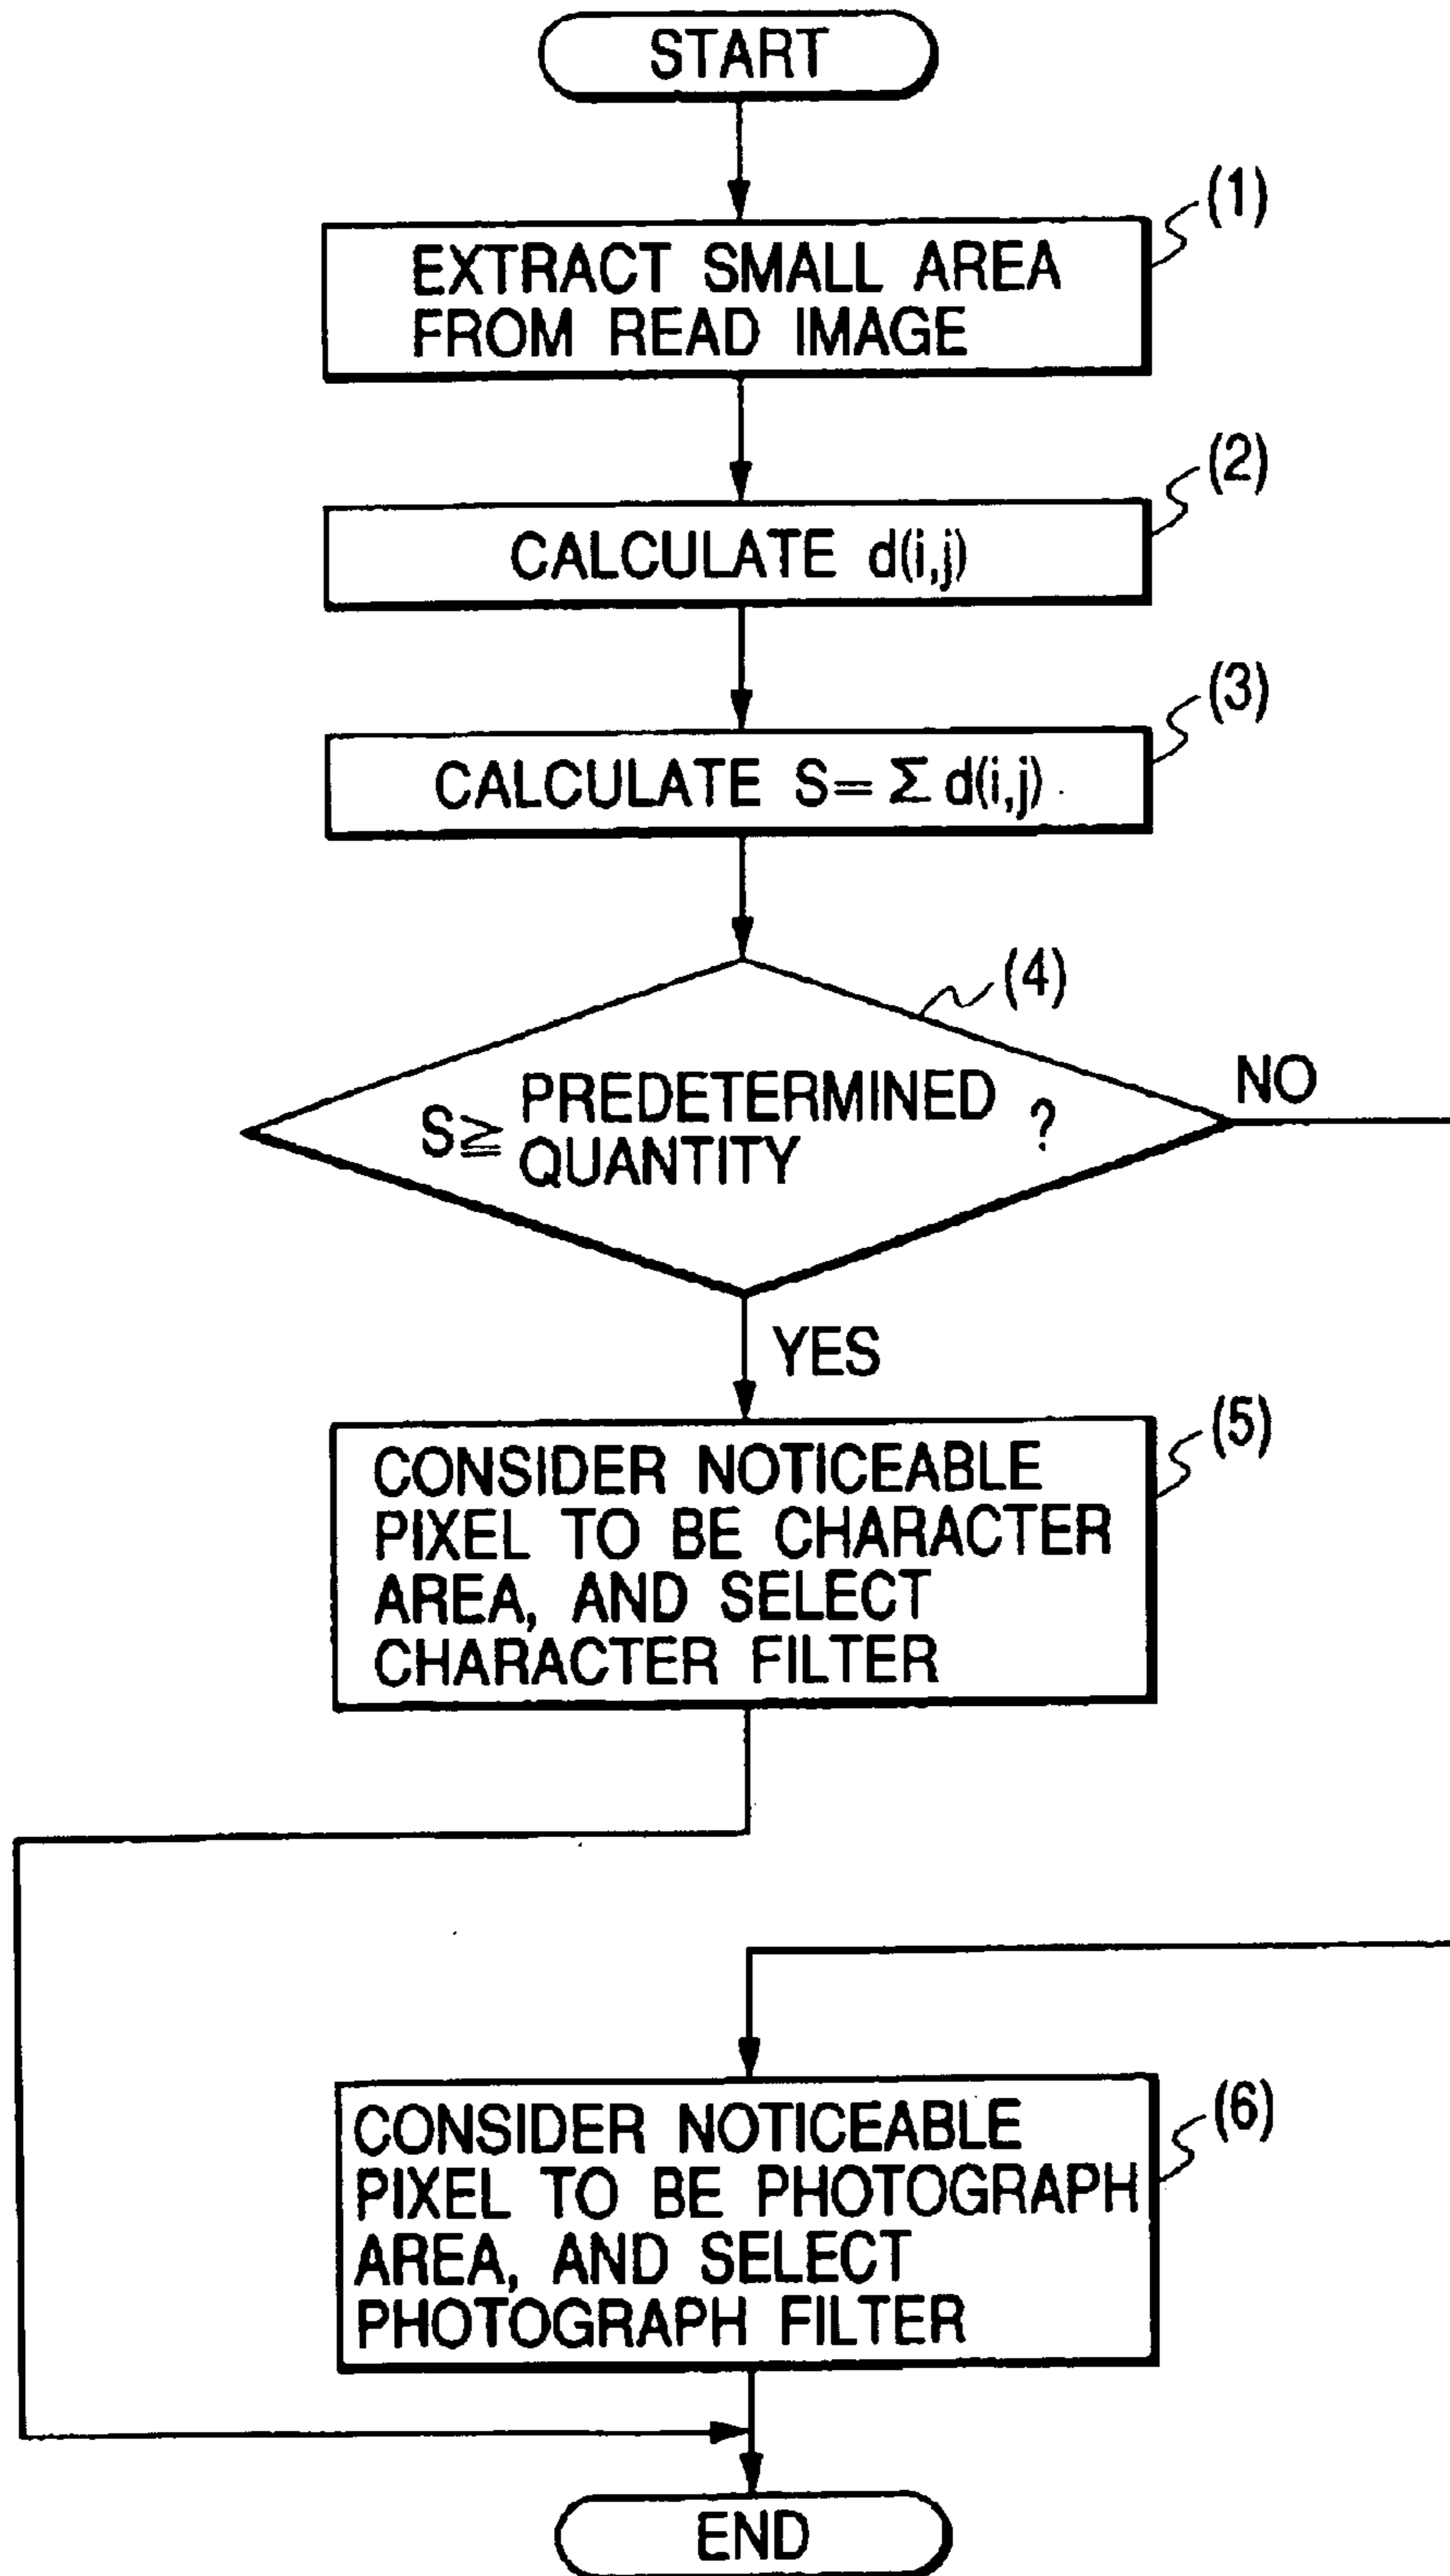 START
(1)
EXTRACT SMALL AREA
FROM READ IMAGE
(2)
CALCULATE d(i,j)
(3)
CALCULATE S=Σd(i,j)
(4)
S≧ PREDETERMINED
QUANTITY ?
NO
YES
(5)
CONSIDER NOTICEABLE
PIXEL TO BE CHARACTER
AREA, AND SELECT
CHARACTER FILTER
(6)
CONSIDER NOTICEABLE
PIXEL TO BE PHOTOGRAPH
AREA, AND SELECT
PHOTOGRAPH FILTER
END